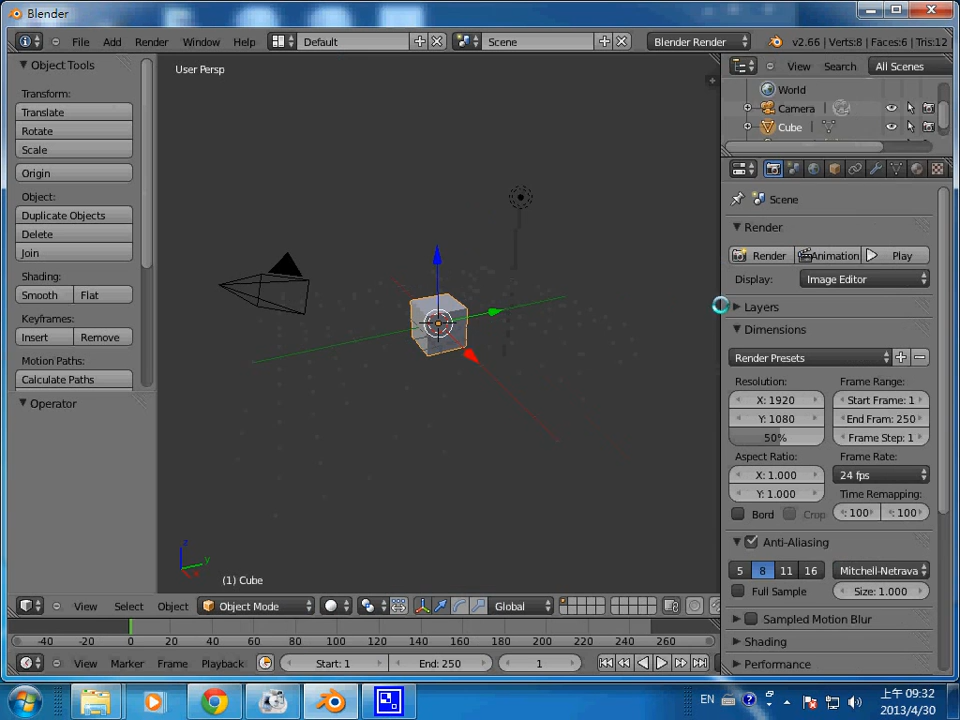 Blender
File Add Render Window Help Default Scene Blender Render v2.66 | Verts:8 | Faces:6 | Tris:12
Object Tools
Transform:
Translate
Rotate
Scale
Origin
Object:
Duplicate Objects
Delete
Join
Shading:
Smooth Flat
Keyframes:
Insert Remove
Motion Paths:
Calculate Paths
Operator
User Persp
z
y
(1) Cube
View Search All Scenes
World
Camera
Cube
Scene
Render
Render Animation Play
Display: Image Editor
Layers
Dimensions
Render Presets
Resolution: Frame Range:
X: 1920 Start Frame: 1
Y: 1080 End Fram: 250
50% Frame Step: 1
Aspect Ratio: Frame Rate:
X: 1.000 24 fps
Y: 1.000 Time Remapping:
Bord Crop : 100 : 100
Anti-Aliasing
5 8 11 16 Mitchell-Netrava
Full Sample Size: 1.000
Sampled Motion Blur
Shading
Performance
View Select Object Object Mode Global
-40 -20 0 20 40 60 80 100 120 140 160 180 200 220 240 260
View Marker Frame Playback Start: 1 End: 250 1
EN
上午 09:32
2013/4/30